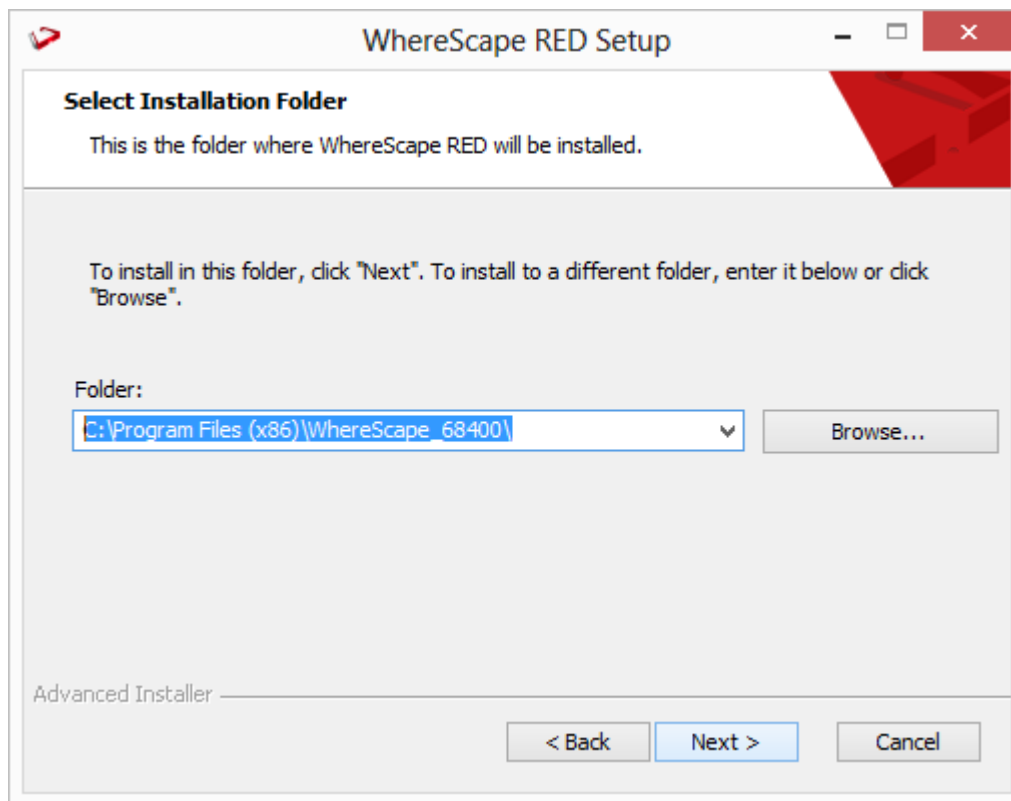 WhereScape RED Setup
Select Installation Folder
This is the folder where WhereScape RED will be installed.
To install in this folder, click "Next". To install to a different folder, enter it below or click
"Browse".
Folder:
C:\Program Files (x86)\WhereScape_68400\
Browse...
Advanced Installer
< Back
Next >
Cancel